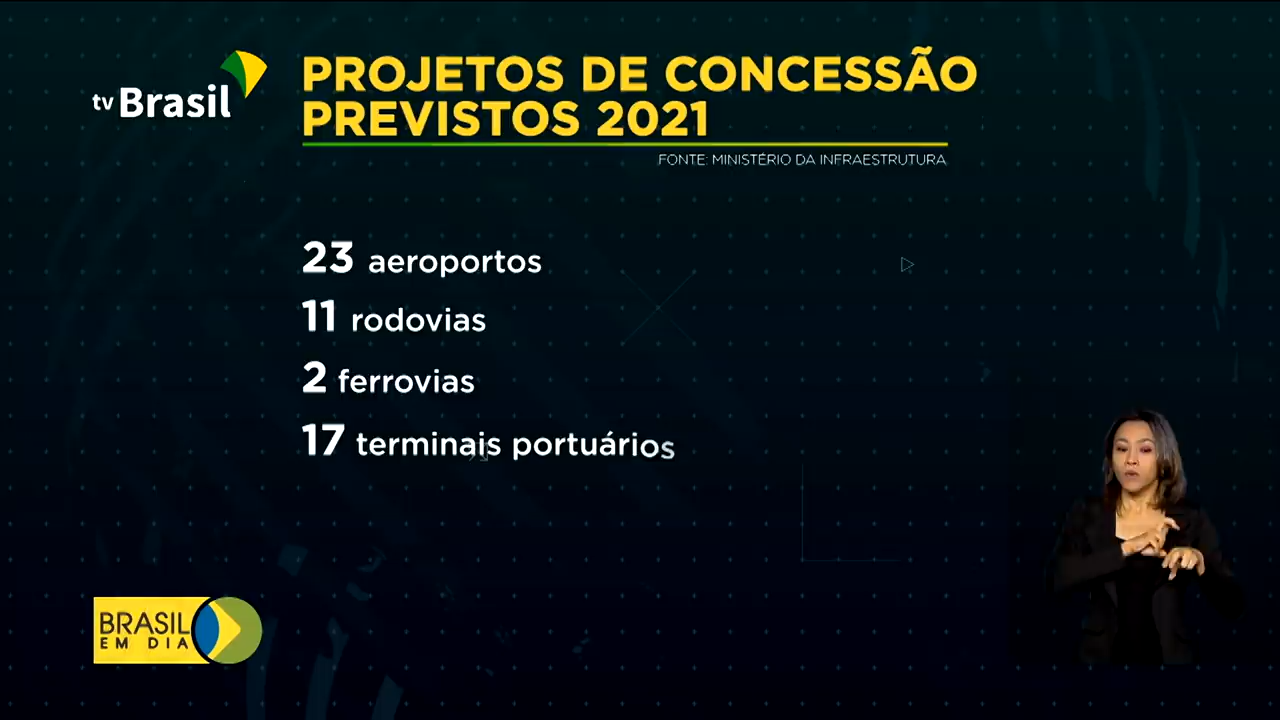 tv Brasil
PROJETOS DE CONCESSÃO
PREVISTOS 2021
FONTE: MINISTÉRIO DA INFRAESTRUTURA
23 aeroportos
11 rodovias
2 ferrovias
17 terminais portuários
BRASIL
EM DIA